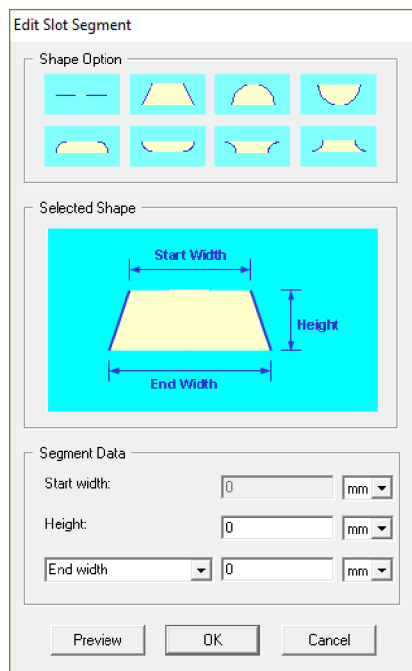 Edit Slot Segment
Shape Option
Selected Shape
Start Width
Height
End Width
Segment Data
Start width: 0 mm
Height: 0 mm
End width 0 mm
Preview OK Cancel